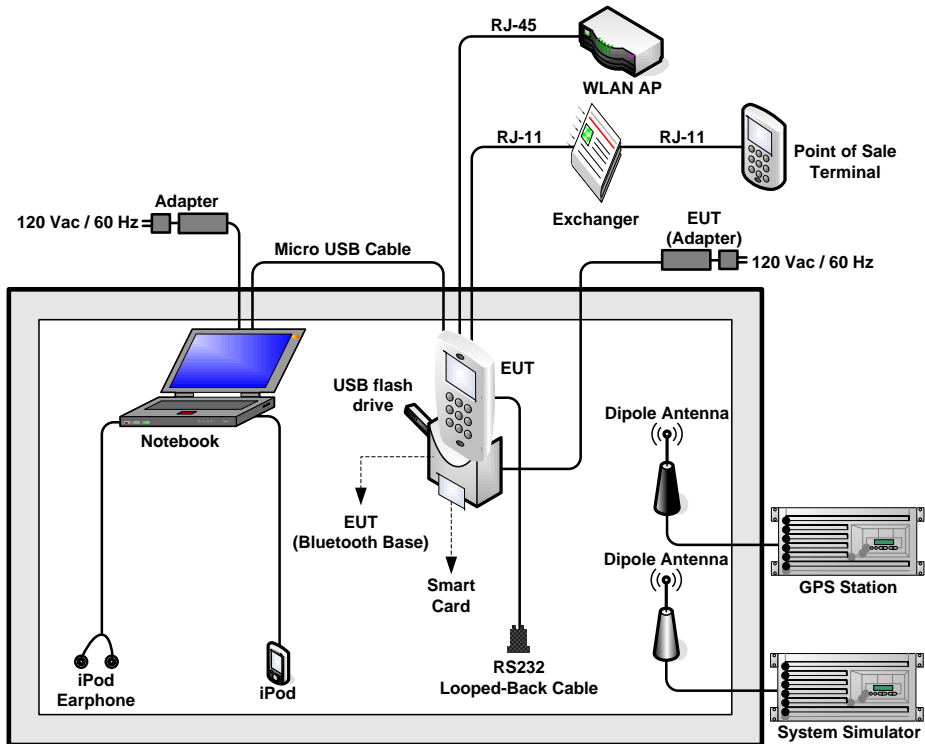 RJ-45
WLAN AP
RJ-11
RJ-11
Point of Sale
Terminal
Exchanger
Adapter
120 Vac / 60 Hz
EUT
(Adapter)
120 Vac / 60 Hz
Micro USB Cable
EUT
USB flash
drive
Notebook
Dipole Antenna
EUT
(Bluetooth Base)
Smart
Card
Dipole Antenna
GPS Station
RS232
Looped-Back Cable
iPod
Earphone
iPod
System Simulator